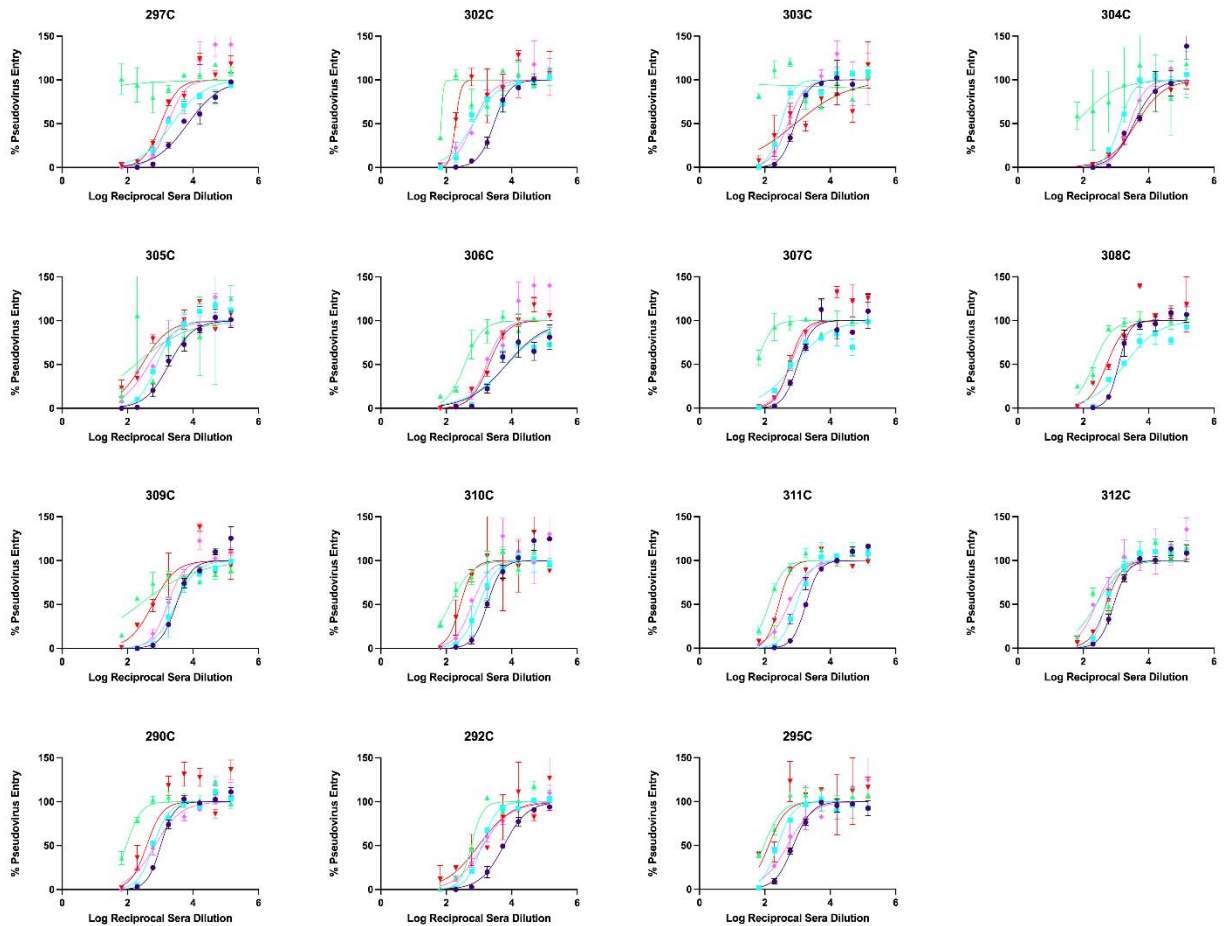 297C
302C
303C
304C
% Pseudovirus Entry
150
100
50
0
0 2 4 6
Log Reciprocal Sera Dilution
% Pseudovirus Entry
150
100
50
0
0 2 4 6
Log Reciprocal Sera Dilution
% Pseudovirus Entry
150
100
50
0
0 2 4 6
Log Reciprocal Sera Dilution
% Pseudovirus Entry
150
100
50
0
0 2 4 6
Log Reciprocal Sera Dilution
305C
306C
307C
308C
% Pseudovirus Entry
150
100
50
0
0 2 4 6
Log Reciprocal Sera Dilution
% Pseudovirus Entry
150
100
50
0
0 2 4 6
Log Reciprocal Sera Dilution
% Pseudovirus Entry
150
100
50
0
0 2 4 6
Log Reciprocal Sera Dilution
% Pseudovirus Entry
150
100
50
0
0 2 4 6
Log Reciprocal Sera Dilution
309C
310C
311C
312C
% Pseudovirus Entry
150
100
50
0
0 2 4 6
Log Reciprocal Sera Dilution
% Pseudovirus Entry
150
100
50
0
0 2 4 6
Log Reciprocal Sera Dilution
% Pseudovirus Entry
150
100
50
0
0 2 4 6
Log Reciprocal Sera Dilution
% Pseudovirus Entry
150
100
50
0
0 2 4 6
Log Reciprocal Sera Dilution
290C
292C
295C
% Pseudovirus Entry
150
100
50
0
0 2 4 6
Log Reciprocal Sera Dilution
% Pseudovirus Entry
150
100
50
0
0 2 4 6
Log Reciprocal Sera Dilution
% Pseudovirus Entry
150
100
50
0
0 2 4 6
Log Reciprocal Sera Dilution